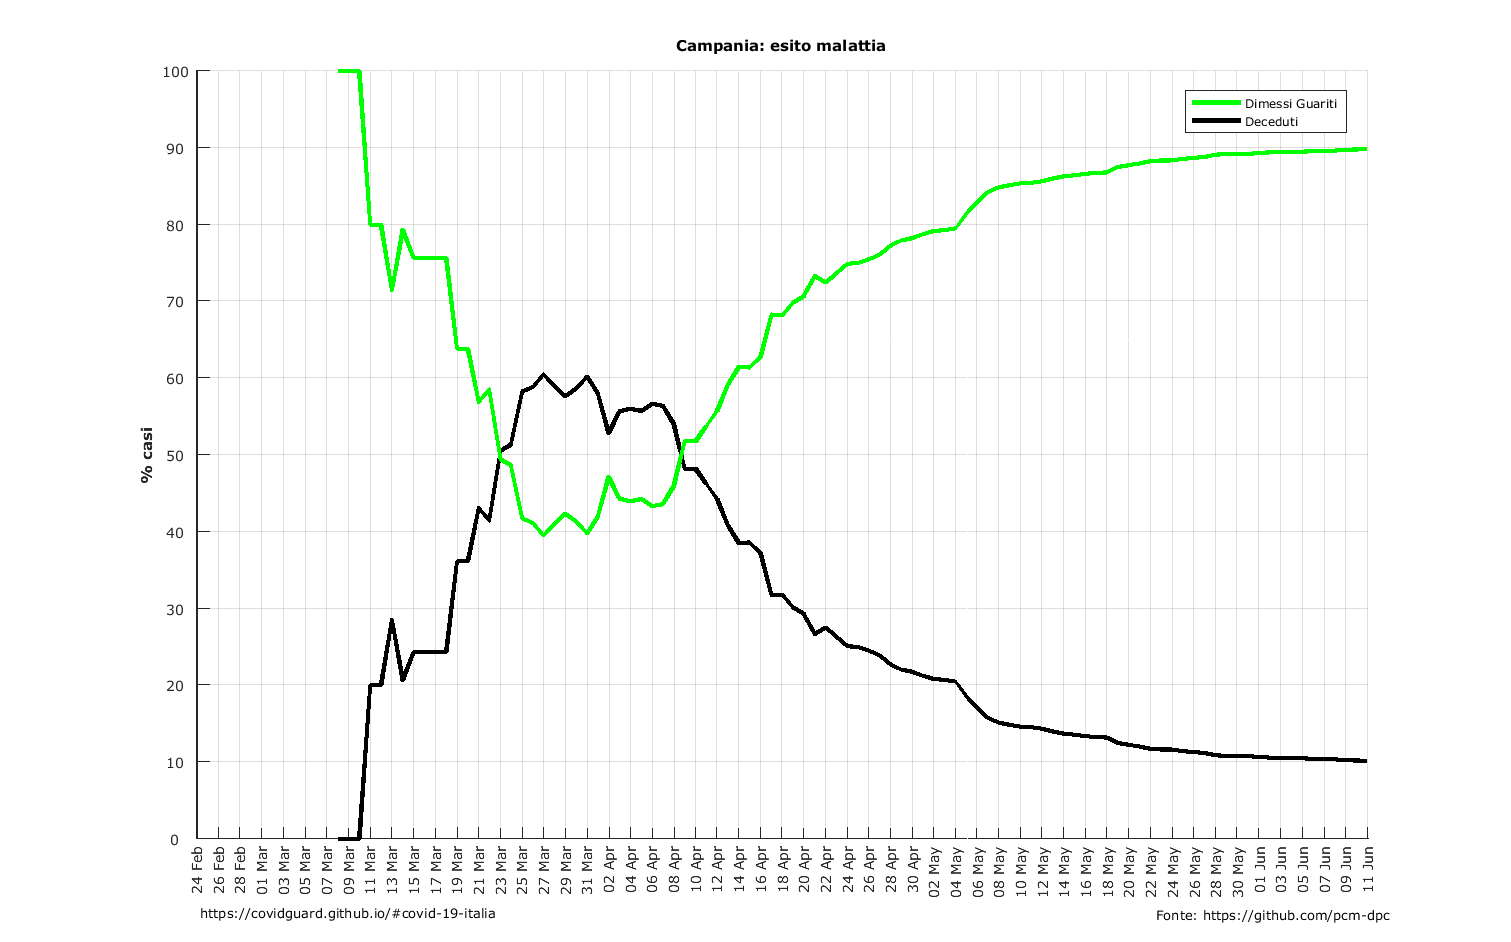 Campania: esito malattia
100
90
80
70
60
50
40
30
20
10
0
% casi
Dimessi Guariti
Deceduti
24 Feb
26 Feb
28 Feb
01 Mar
03 Mar
05 Mar
07 Mar
09 Mar
11 Mar
13 Mar
15 Mar
17 Mar
19 Mar
21 Mar
23 Mar
25 Mar
27 Mar
29 Mar
31 Mar
02 Apr
04 Apr
06 Apr
08 Apr
10 Apr
12 Apr
14 Apr
16 Apr
18 Apr
20 Apr
22 Apr
24 Apr
26 Apr
28 Apr
30 Apr
02 May
04 May
06 May
08 May
10 May
12 May
14 May
16 May
18 May
20 May
22 May
24 May
26 May
28 May
30 May
01 Jun
03 Jun
05 Jun
07 Jun
09 Jun
11 Jun
https://covidguard.github.io/#covid-19-italia
Fonte: https://github.com/pcm-dpc